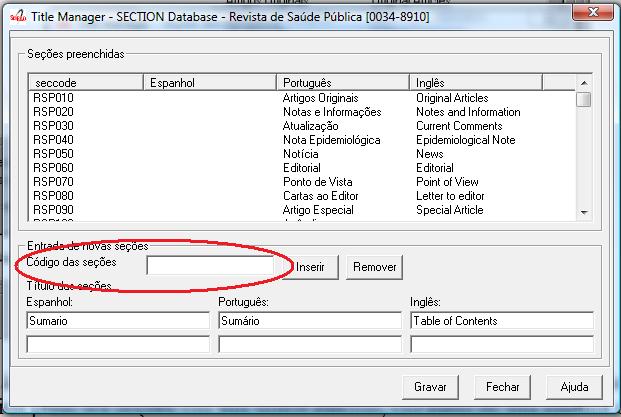 Title Manager - SECTION Database - Revista de Saúde Pública [0034-8910]
Seções preenchidas
seccode Espanhol Português Inglês
RSP010 Artigos Originais Original Articles
RSP020 Notas e Informações Notes and Information
RSP030 Atualização Current Comments
RSP040 Nota Epidemiológica Epidemiological Note
RSP050 Notícia News
RSP060 Editorial Editorial
RSP070 Ponto de Vista Point of View
RSP080 Cartas ao Editor Letter to editor
RSP090 Artigo Especial Special Article
Entrada de novas seções
Código das seções Inserir Remover
Título das seções
Espanhol: Português: Inglês:
Sumario Sumário Table of Contents
Gravar Fechar Ajuda